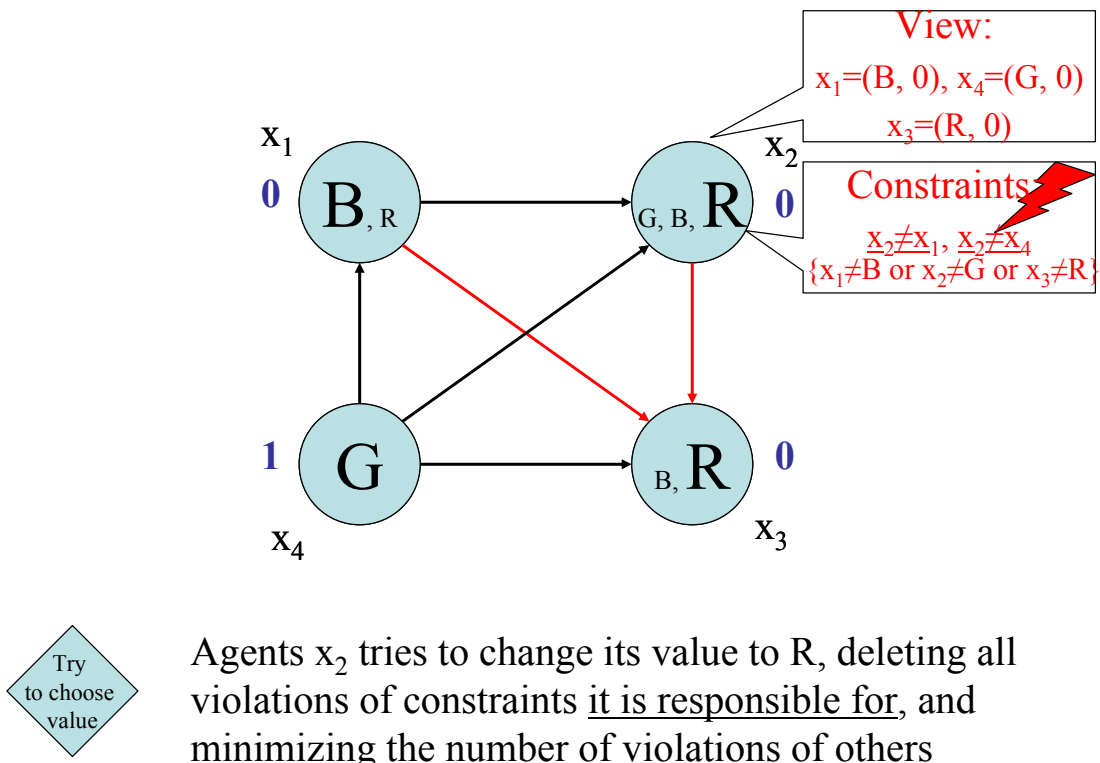 View:
x₁=(B, 0), x₄=(G, 0)
x₃=(R, 0)
x₁
0
B, R
x₂
G, B, R
0
Constraints:
x₂≠x₁, x₂≠x₄
{x₁≠B or x₂≠G or x₃≠R}
1
G
x₄
B, R
0
x₃
Try
to choose
value
Agents x₂ tries to change its value to R, deleting all
violations of constraints it is responsible for, and
minimizing the number of violations of others